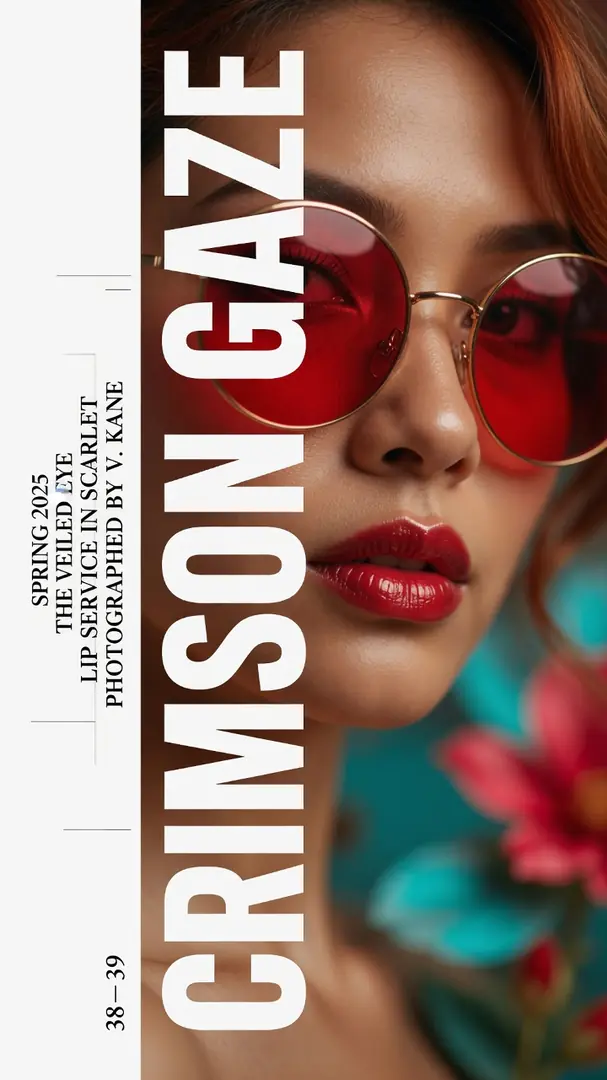 SPRING 2025
THE VEILED EYE
LIP SERVICE IN SCARLET
PHOTOGRAPHED BY V. KANE
38—39
CRIMSON GAZE